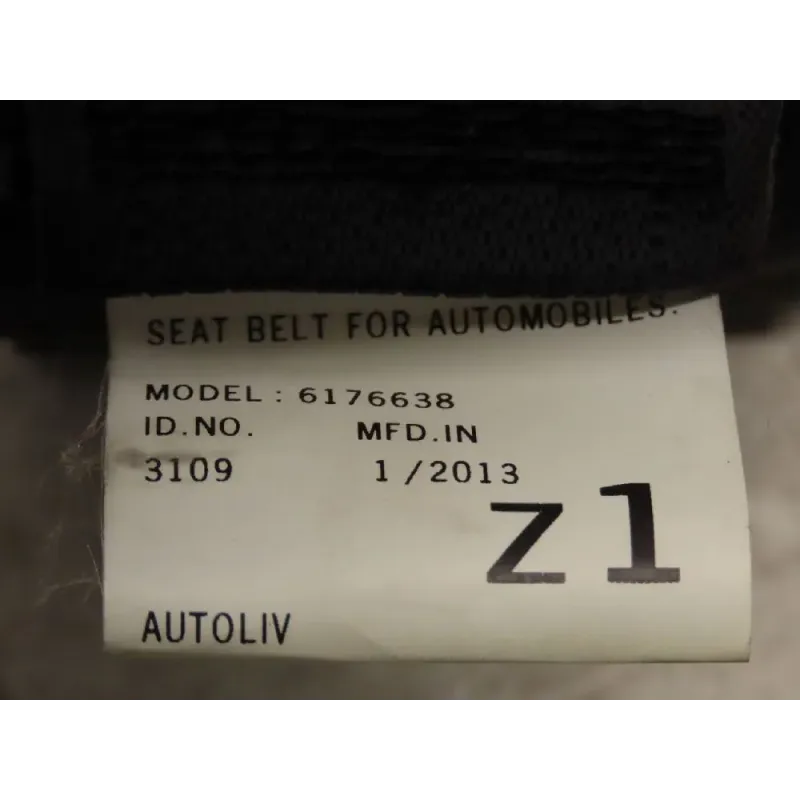 SEAT BELT FOR AUTOMOBILES.
MODEL : 6176638
ID.NO. MFD.IN
3109 1/2013
Z1
AUTOLIV